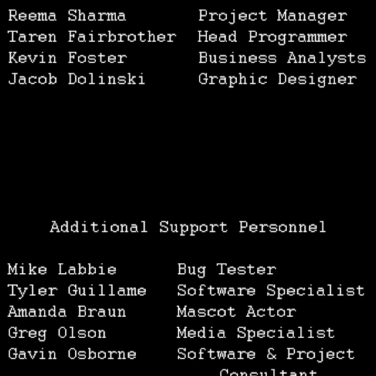 Reema Sharma Project Manager
Taren Fairbrother Head Programmer
Kevin Foster Business Analysts
Jacob Dolinski Graphic Designer
Additional Support Personnel
Mike Labbie Bug Tester
Tyler Guillame Software Specialist
Amanda Braun Mascot Actor
Greg Olson Media Specialist
Gavin Osborne Software & Project
Consultant